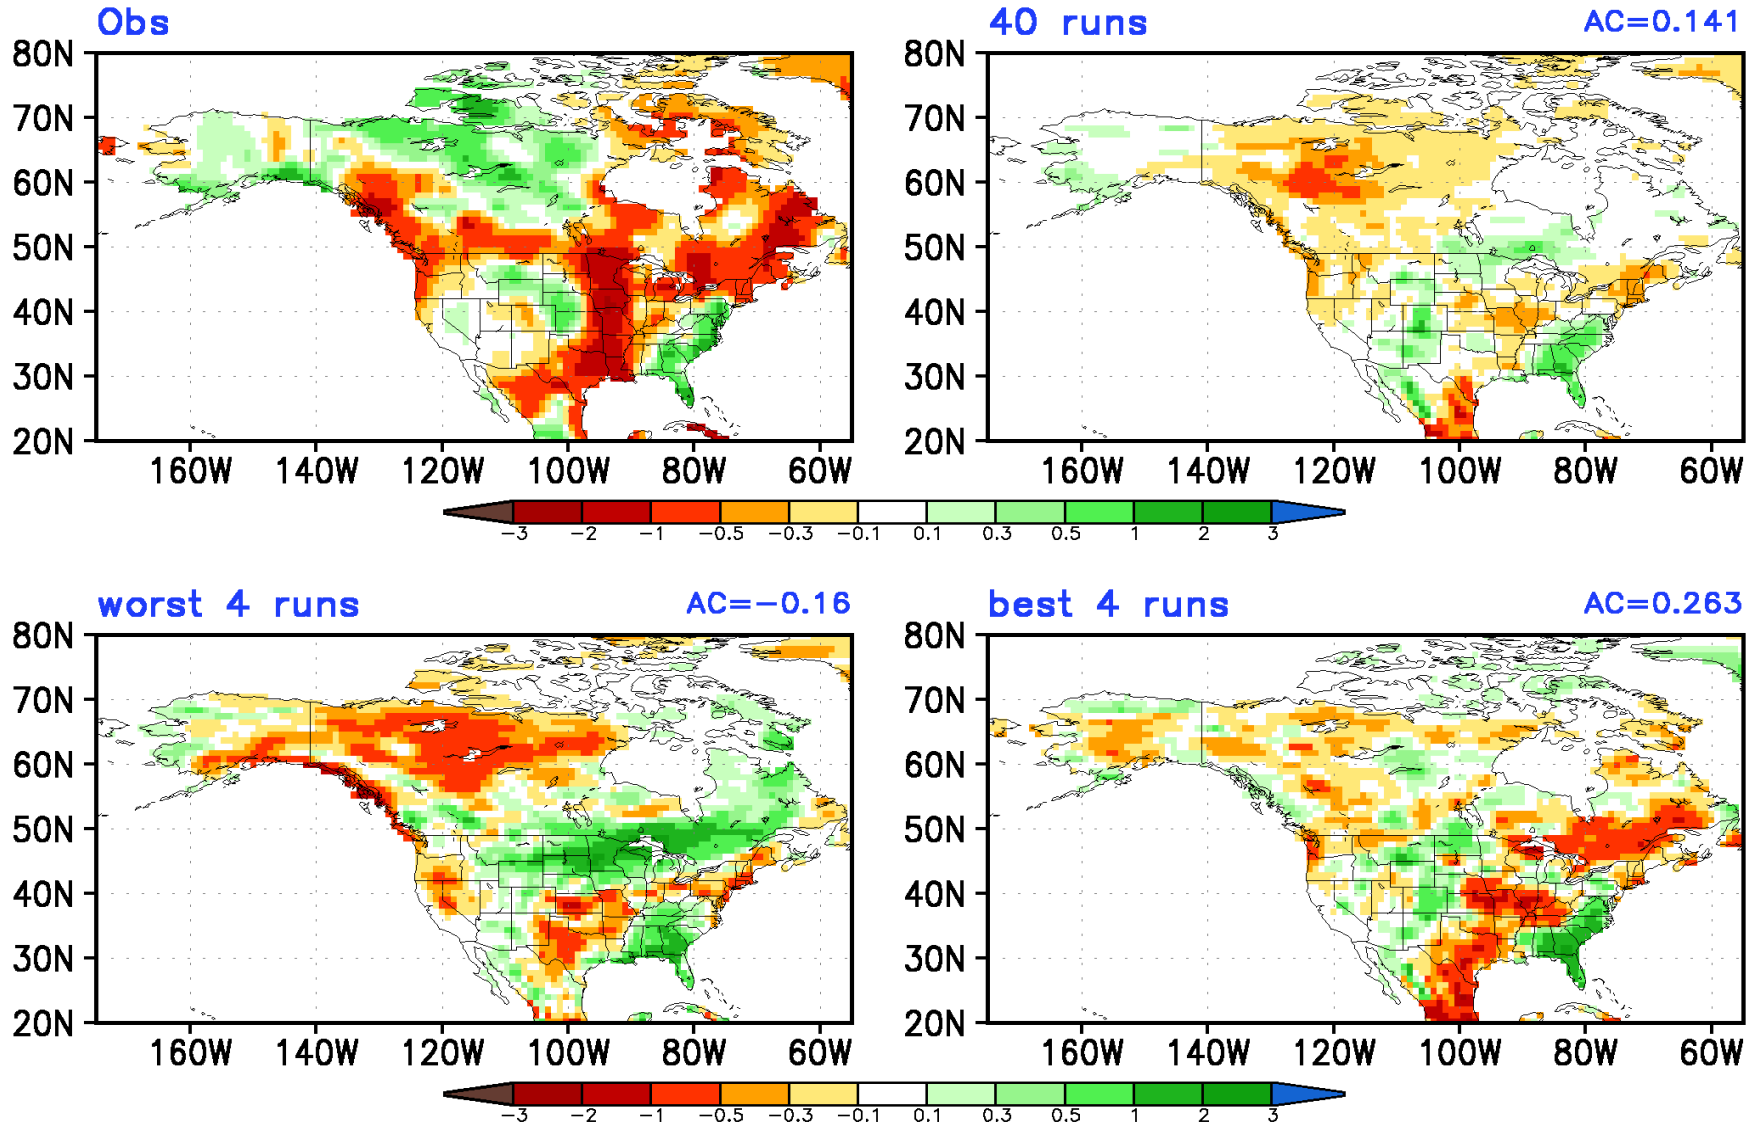 Obs
40 runs AC=0.141
80N 80N
70N 70N
60N 60N
50N 50N
40N 40N
30N 30N
20N 20N
160W 140W 120W 100W 80W 60W 160W 140W 120W 100W 80W 60W
−3 −2 −1 −0.5 −0.3 −0.1 0.1 0.3 0.5 1 2 3
worst 4 runs AC=−0.16
best 4 runs AC=0.263
80N 80N
70N 70N
60N 60N
50N 50N
40N 40N
30N 30N
20N 20N
160W 140W 120W 100W 80W 60W 160W 140W 120W 100W 80W 60W
−3 −2 −1 −0.5 −0.3 −0.1 0.1 0.3 0.5 1 2 3